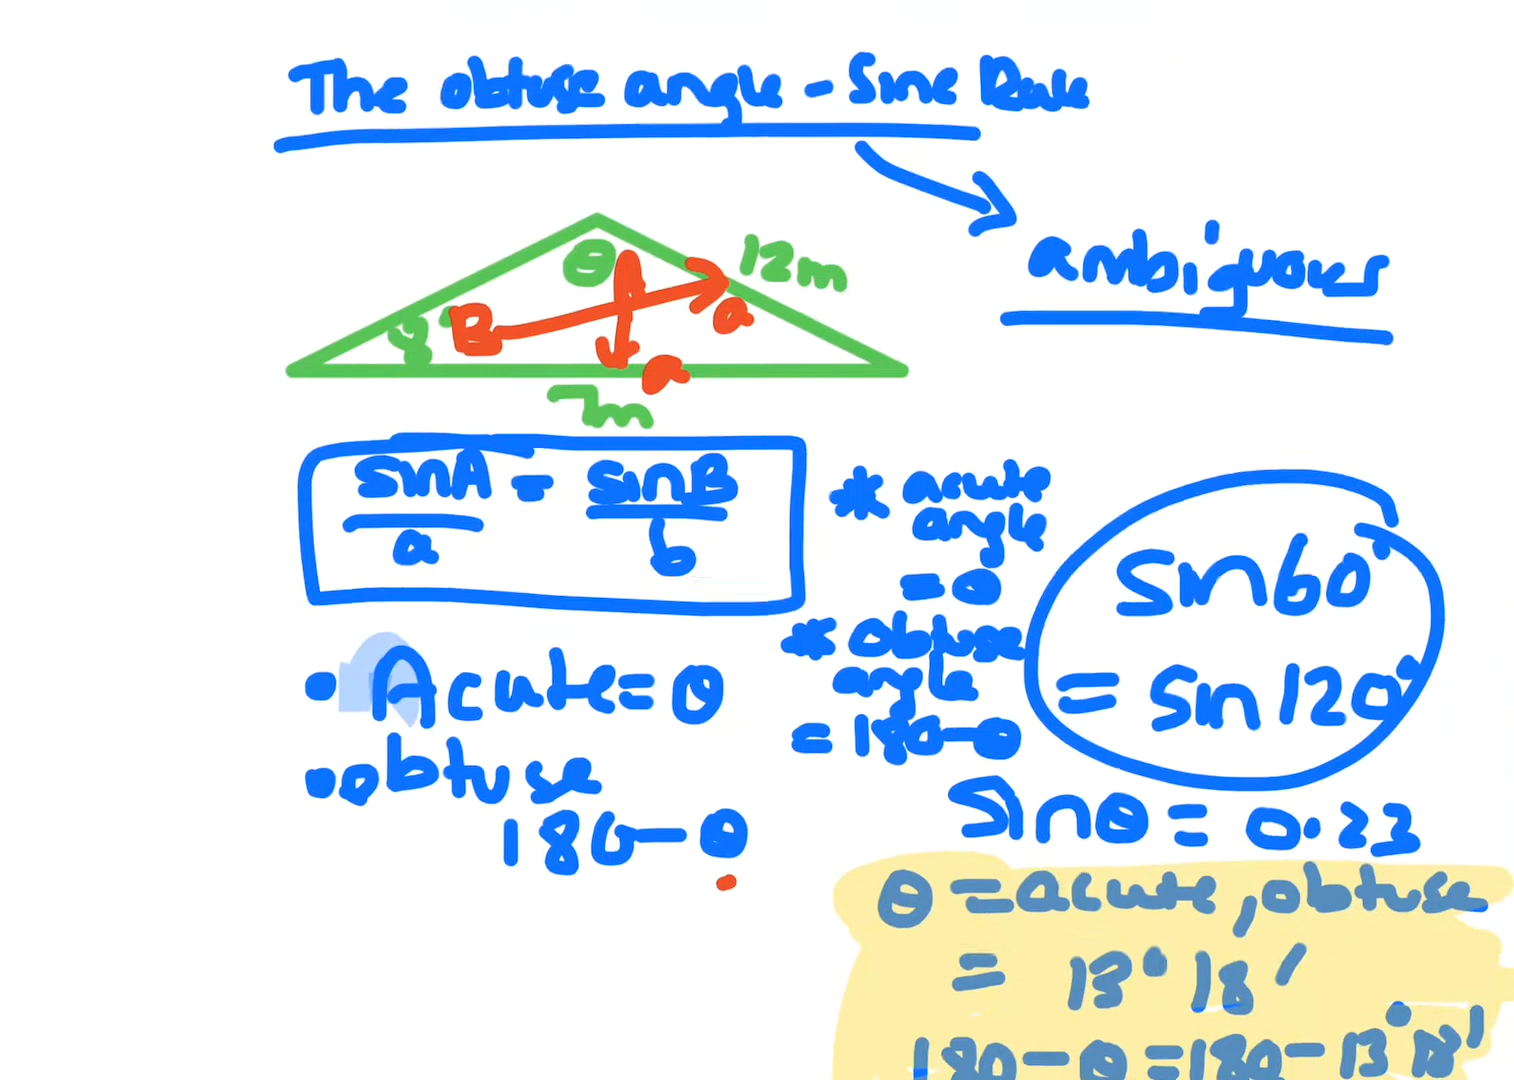 The obtuse angle - Sine Rule
ambiguous
θ
12m
8°
B
a
a
7m
sinA = sinB
a b
* acute
angle
= θ
* obtuse
angle
= 180-θ
sin60°
= sin120°
• Acute = θ
• obtuse
180-θ
sinθ = 0.23
θ = acute, obtuse
= 13° 18'
180-θ = 180-13°18'